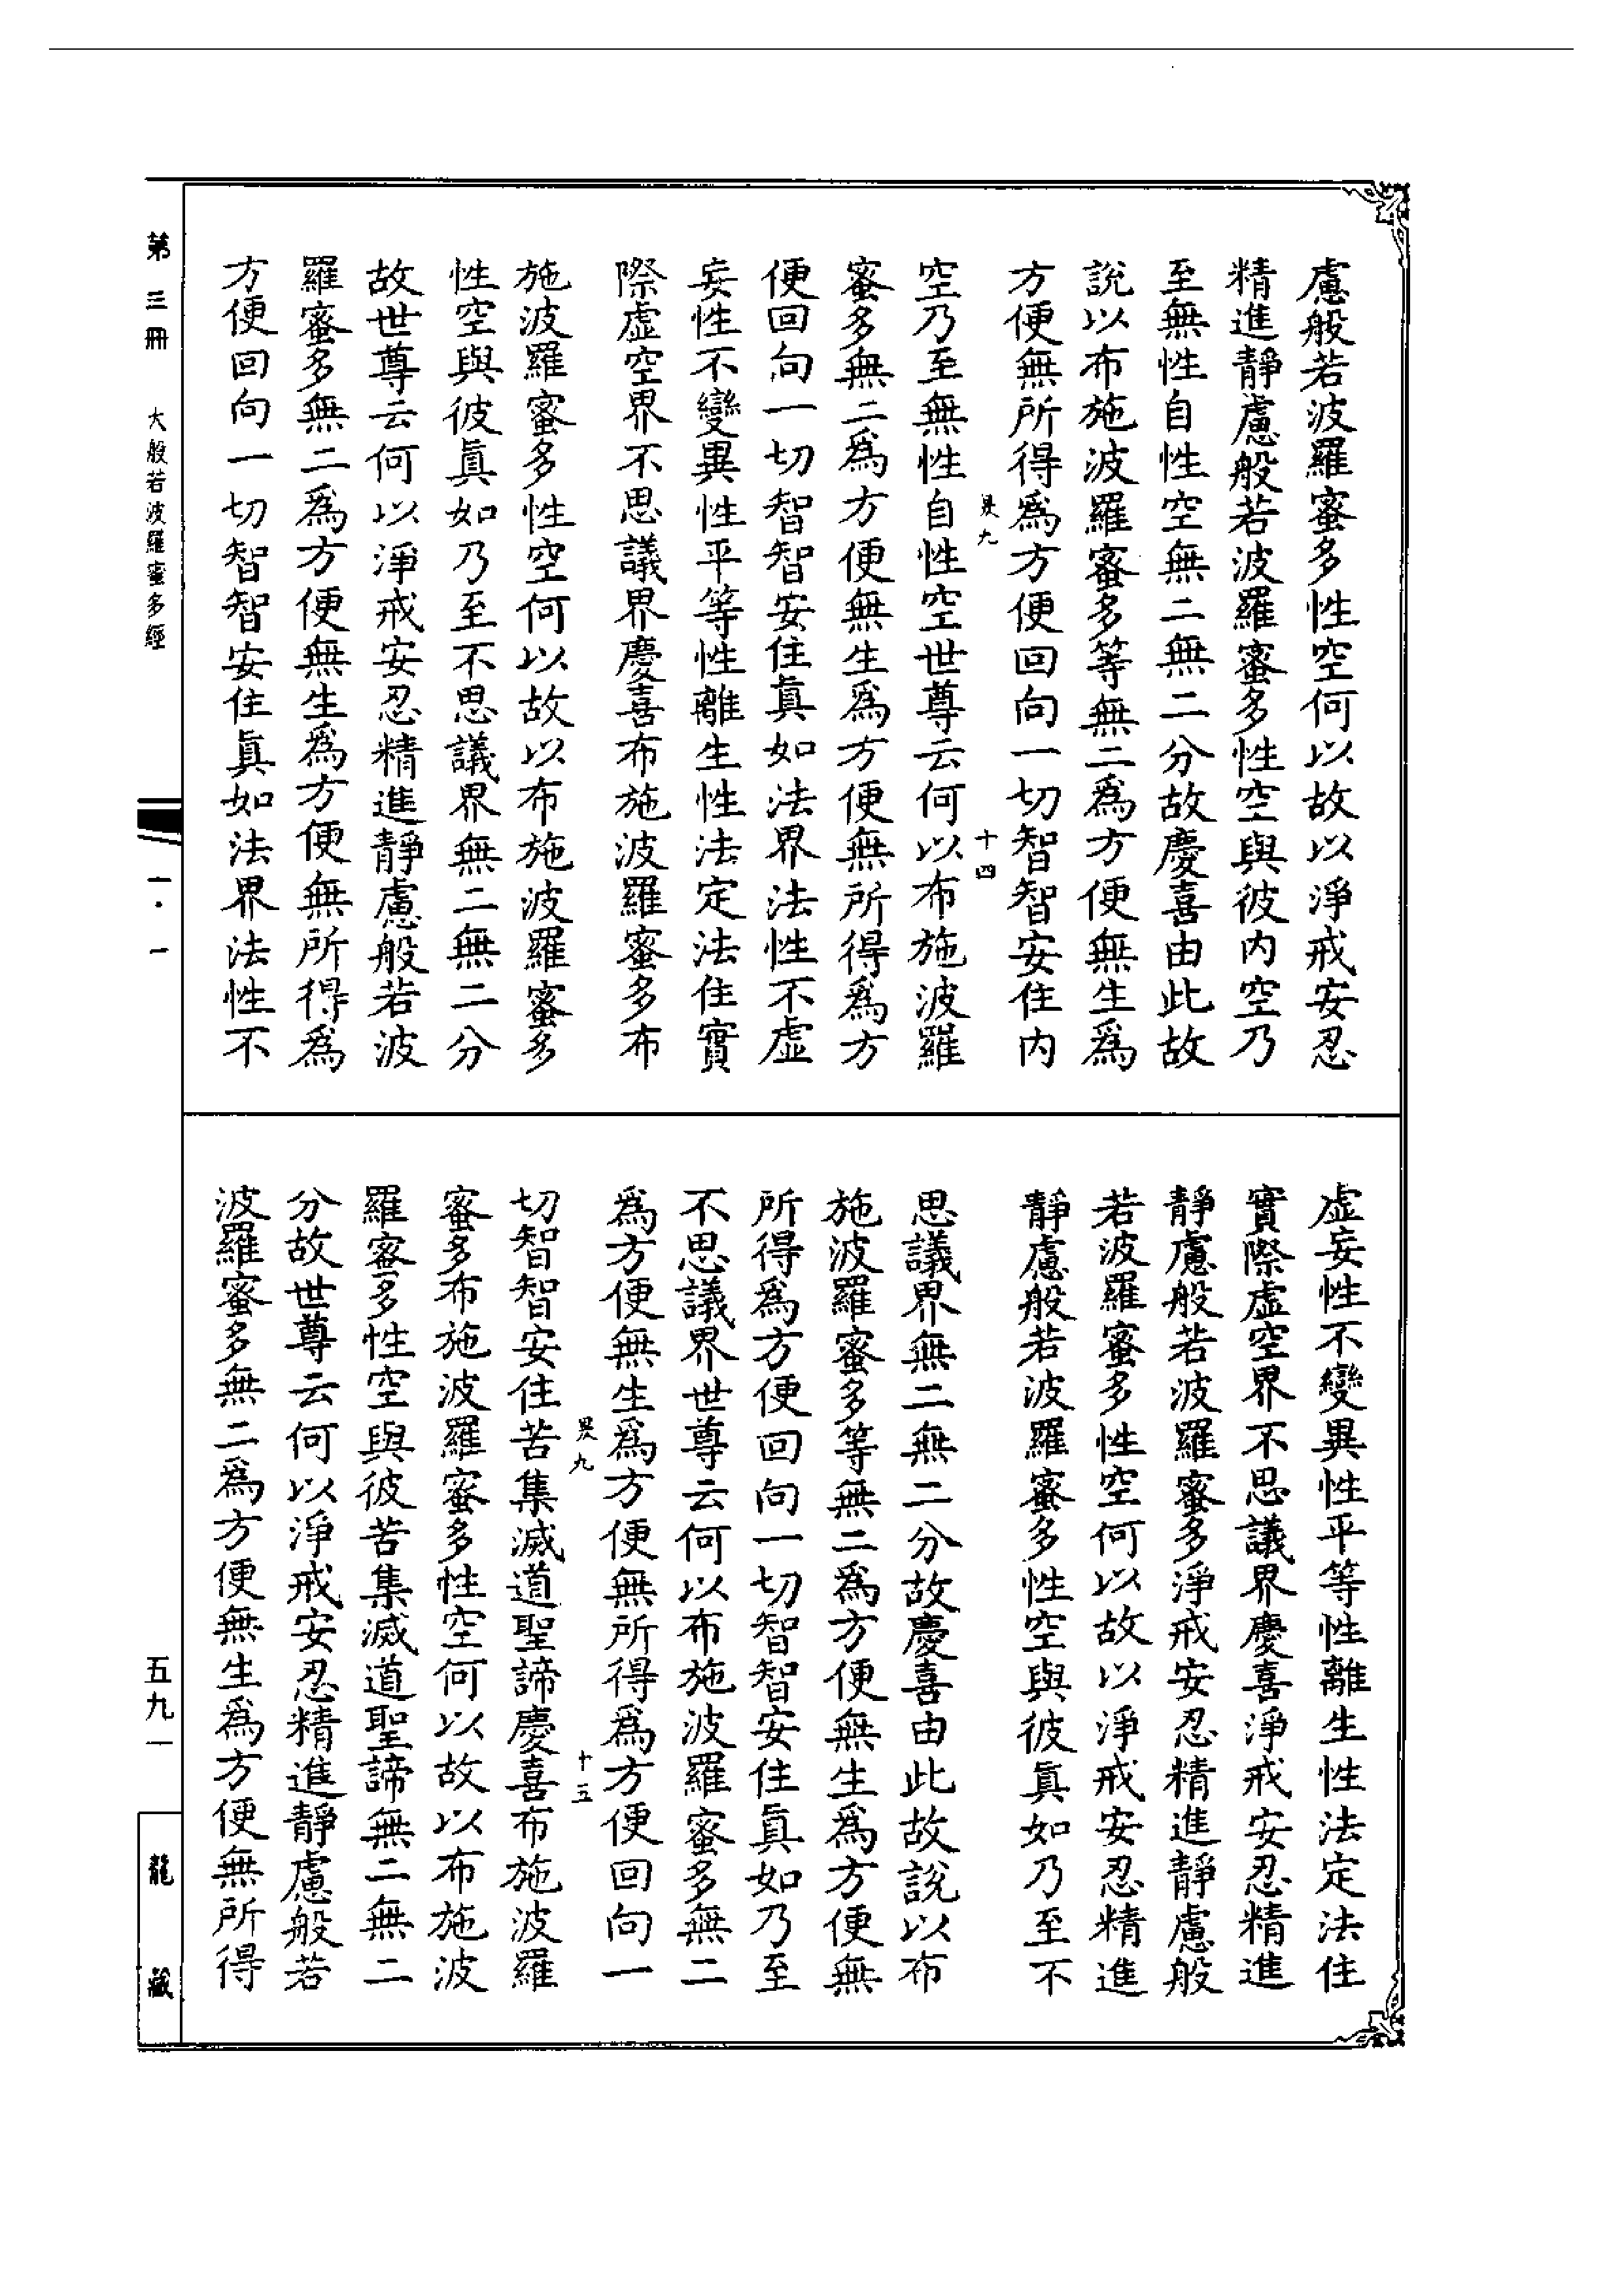 慮般若波羅蜜多性空何以故以淨戒安忍
精進靜慮般若波羅蜜多性空與彼內空乃
至無性自性空無二無二分故慶喜由此故
說以布施波羅蜜多等無二爲方便無生爲
方便無所得爲方便回向一切智智安住內
九
十四
空乃至無性自性空世尊云何以布施波羅
蜜多無二爲方便無生爲方便無所得爲方
便回向一切智智安住眞如法界法性不虛
妄性不變異性平等性離生性法定法住實
際虛空界不思議界慶喜布施波羅蜜多布
施波羅蜜多性空何以故以布施波羅蜜多
性空與彼眞如乃至不思議界無二無二分
故世尊云何以淨戒安忍精進靜慮般若波
羅蜜多無二爲方便無生爲方便無所得爲
方便回向一切智智安住眞如法界法性不
虛妄性不變異性平等性離生性法定法住
實際虛空界不思議界慶喜淨戒安忍精進
靜慮般若波羅蜜多淨戒安忍精進靜慮般
若波羅蜜多性空何以故以淨戒安忍精進
靜慮般若波羅蜜多性空與彼眞如乃至不
思議界無二無二分故慶喜由此故說以布
施波羅蜜多等無二爲方便無生爲方便無
所得爲方便回向一切智智安住眞如乃至
不思議界世尊云何以布施波羅蜜多無二
爲方便無生爲方便無所得爲方便回向一
九
十五
切智智安住苦集滅道聖諦慶喜布施波羅
蜜多布施波羅蜜多性空何以故以布施波
羅蜜多性空與彼苦集滅道聖諦無二無二
分故世尊云何以淨戒安忍精進靜慮般若
波羅蜜多無二爲方便無生爲方便無所得
第三冊 大般若波羅蜜多經
一·一
五九一
龍藏